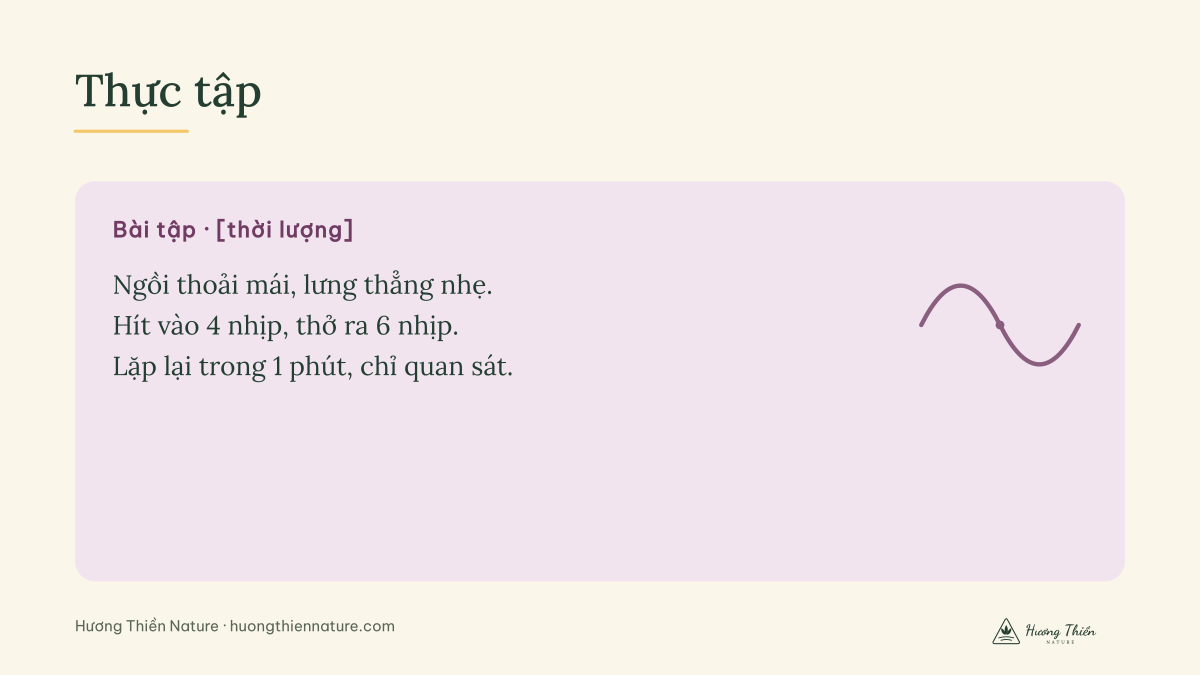 Thực tập
Bài tập · [thời lượng]
Ngồi thoải mái, lưng thẳng nhẹ.
Hít vào 4 nhịp, thở ra 6 nhịp.
Lặp lại trong 1 phút, chỉ quan sát.
Hương Thiền Nature · huongthiennature.com
Hương Thiền
NATURE